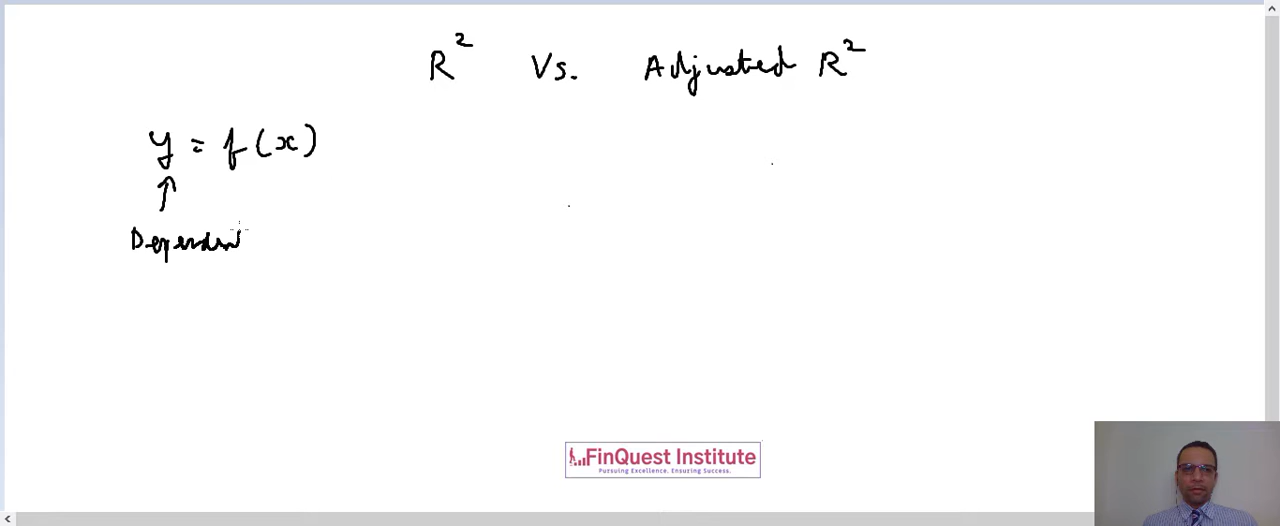 R² Vs. Adjusted R²
y = f(x)
↑
Dependent
FinQuest Institute
Pursuing Excellence. Ensuring Success.